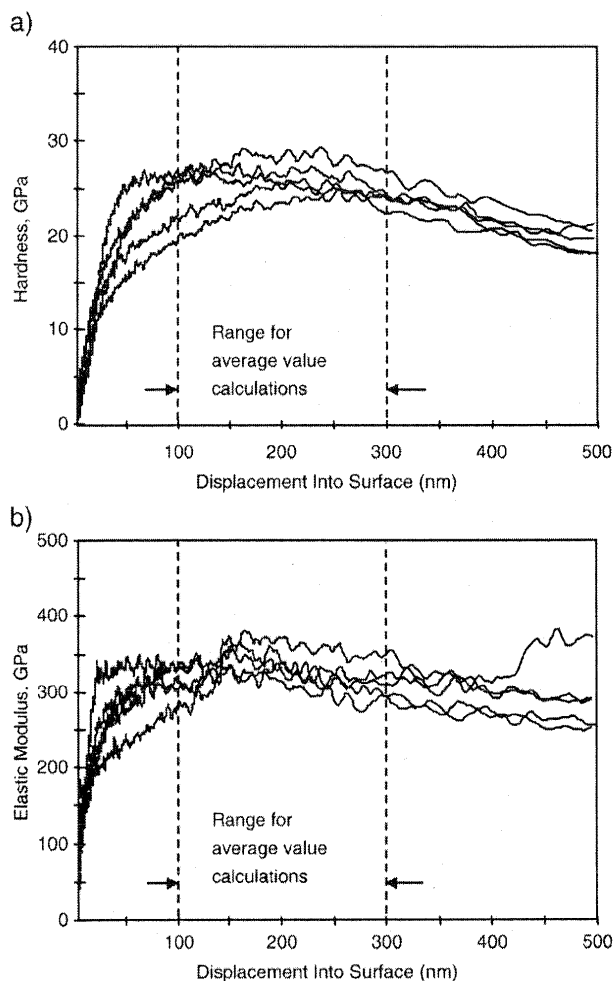 a)
40
30
20
10
0
Hardness, GPa
Range for
average value
calculations
100
200
300
400
500
Displacement Into Surface (nm)
b)
500
400
300
200
100
0
Elastic Modulus, GPa
Range for
average value
calculations
100
200
300
400
500
Displacement Into Surface (nm)